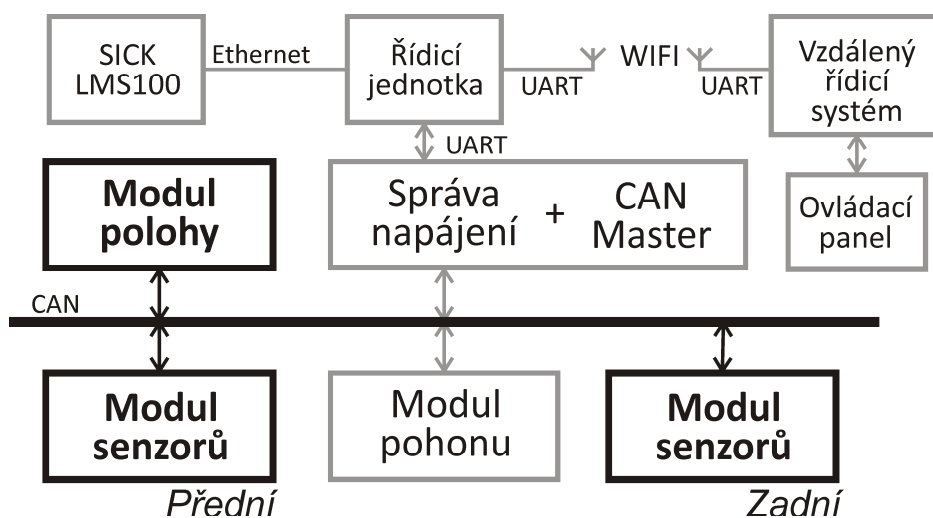 SICK
LMS100
Ethernet
Řídicí
jednotka
UART
WIFI
UART
Vzdálený
řídicí
systém
UART
Modul
polohy
Správa
napájení
+
CAN
Master
Ovládací
panel
CAN
Modul
senzorů
Přední
Modul
pohonu
Modul
senzorů
Zadní